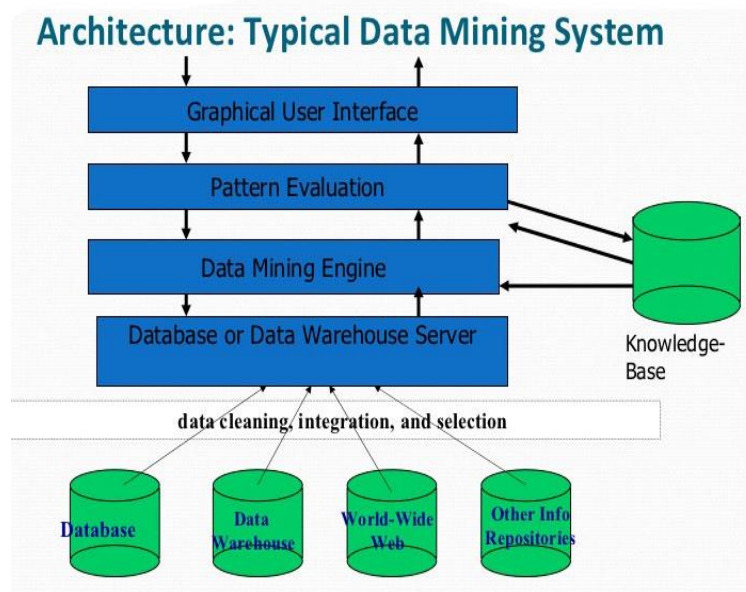 Architecture: Typical Data Mining System
Graphical User Interface
Pattern Evaluation
Data Mining Engine
Database or Data Warehouse Server
Knowledge-
Base
data cleaning, integration, and selection
Database
Data
Warehouse
World-Wide
Web
Other Info
Repositories